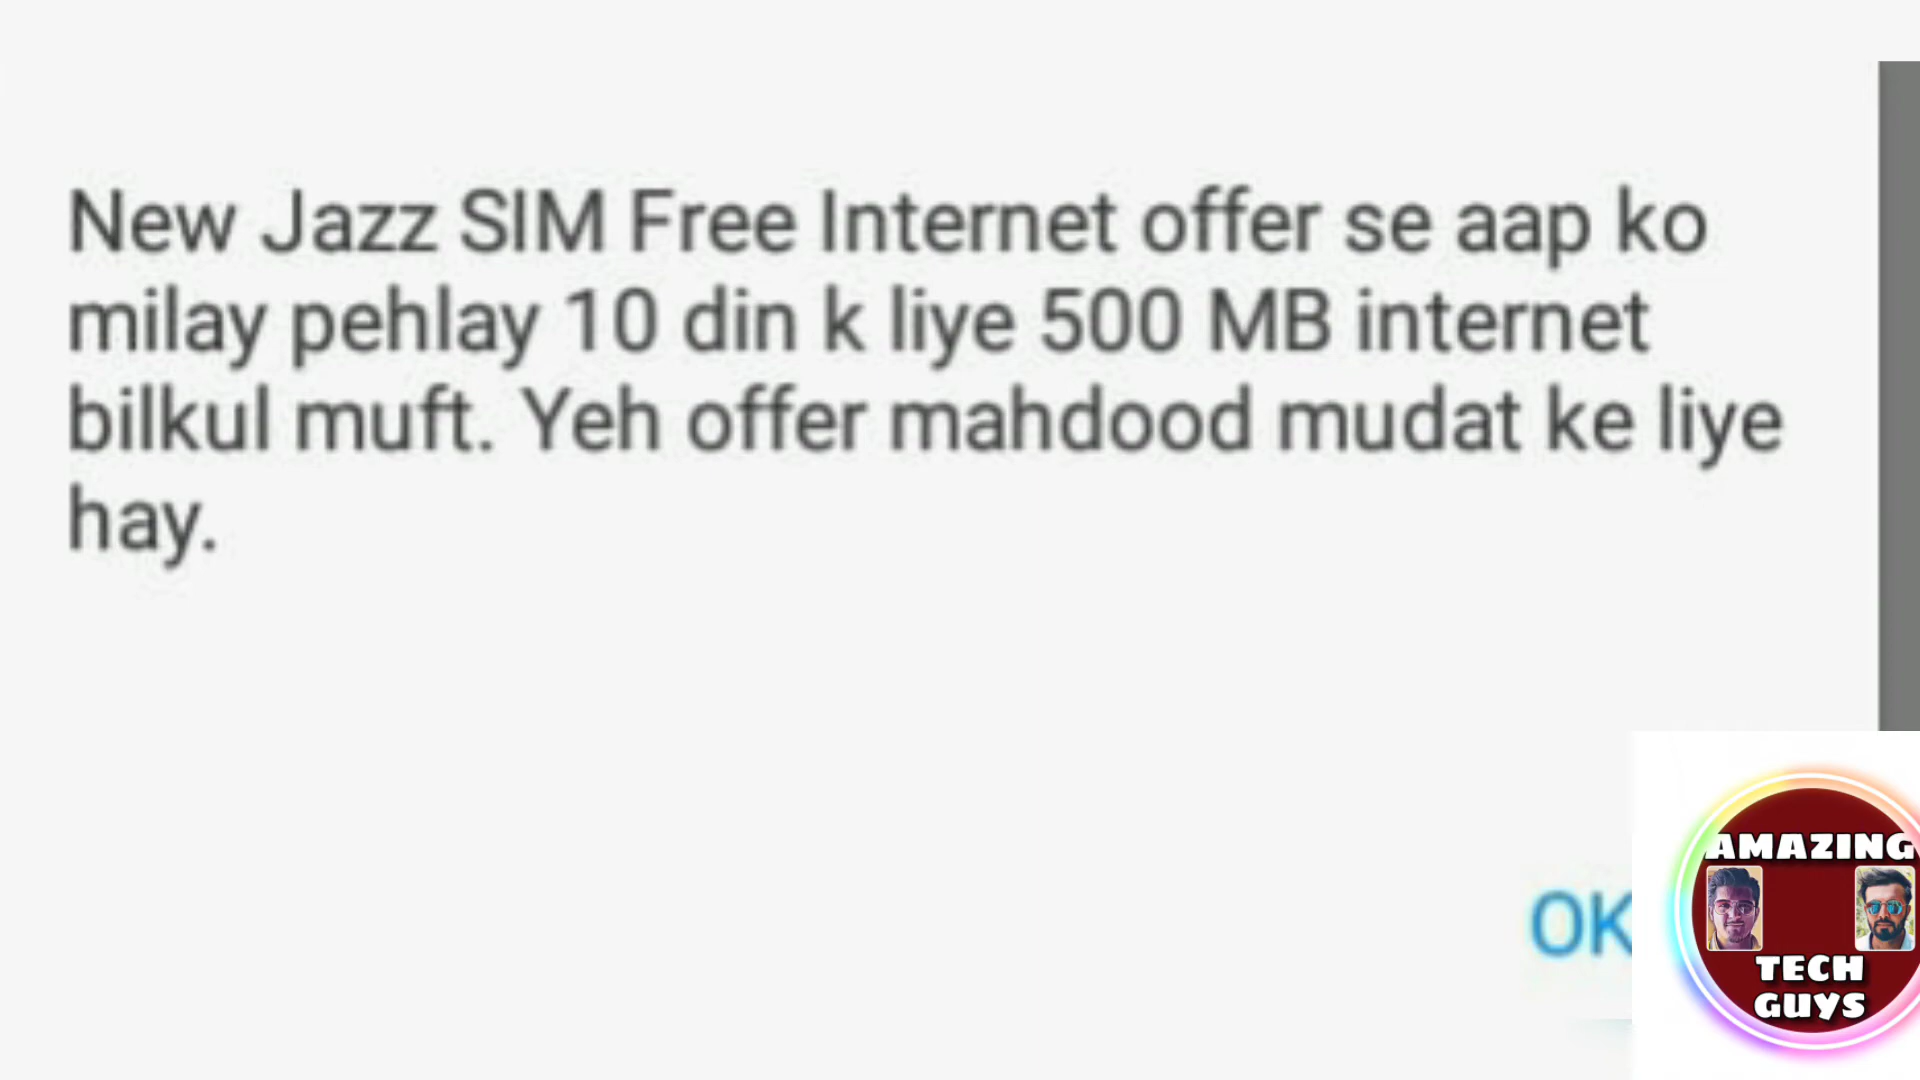 New Jazz SIM Free Internet offer se aap ko
milay pehlay 10 din k liye 500 MB internet
bilkul muft. Yeh offer mahdood mudat ke liye
hay.
OK
AMAZING
TECH
GUYS